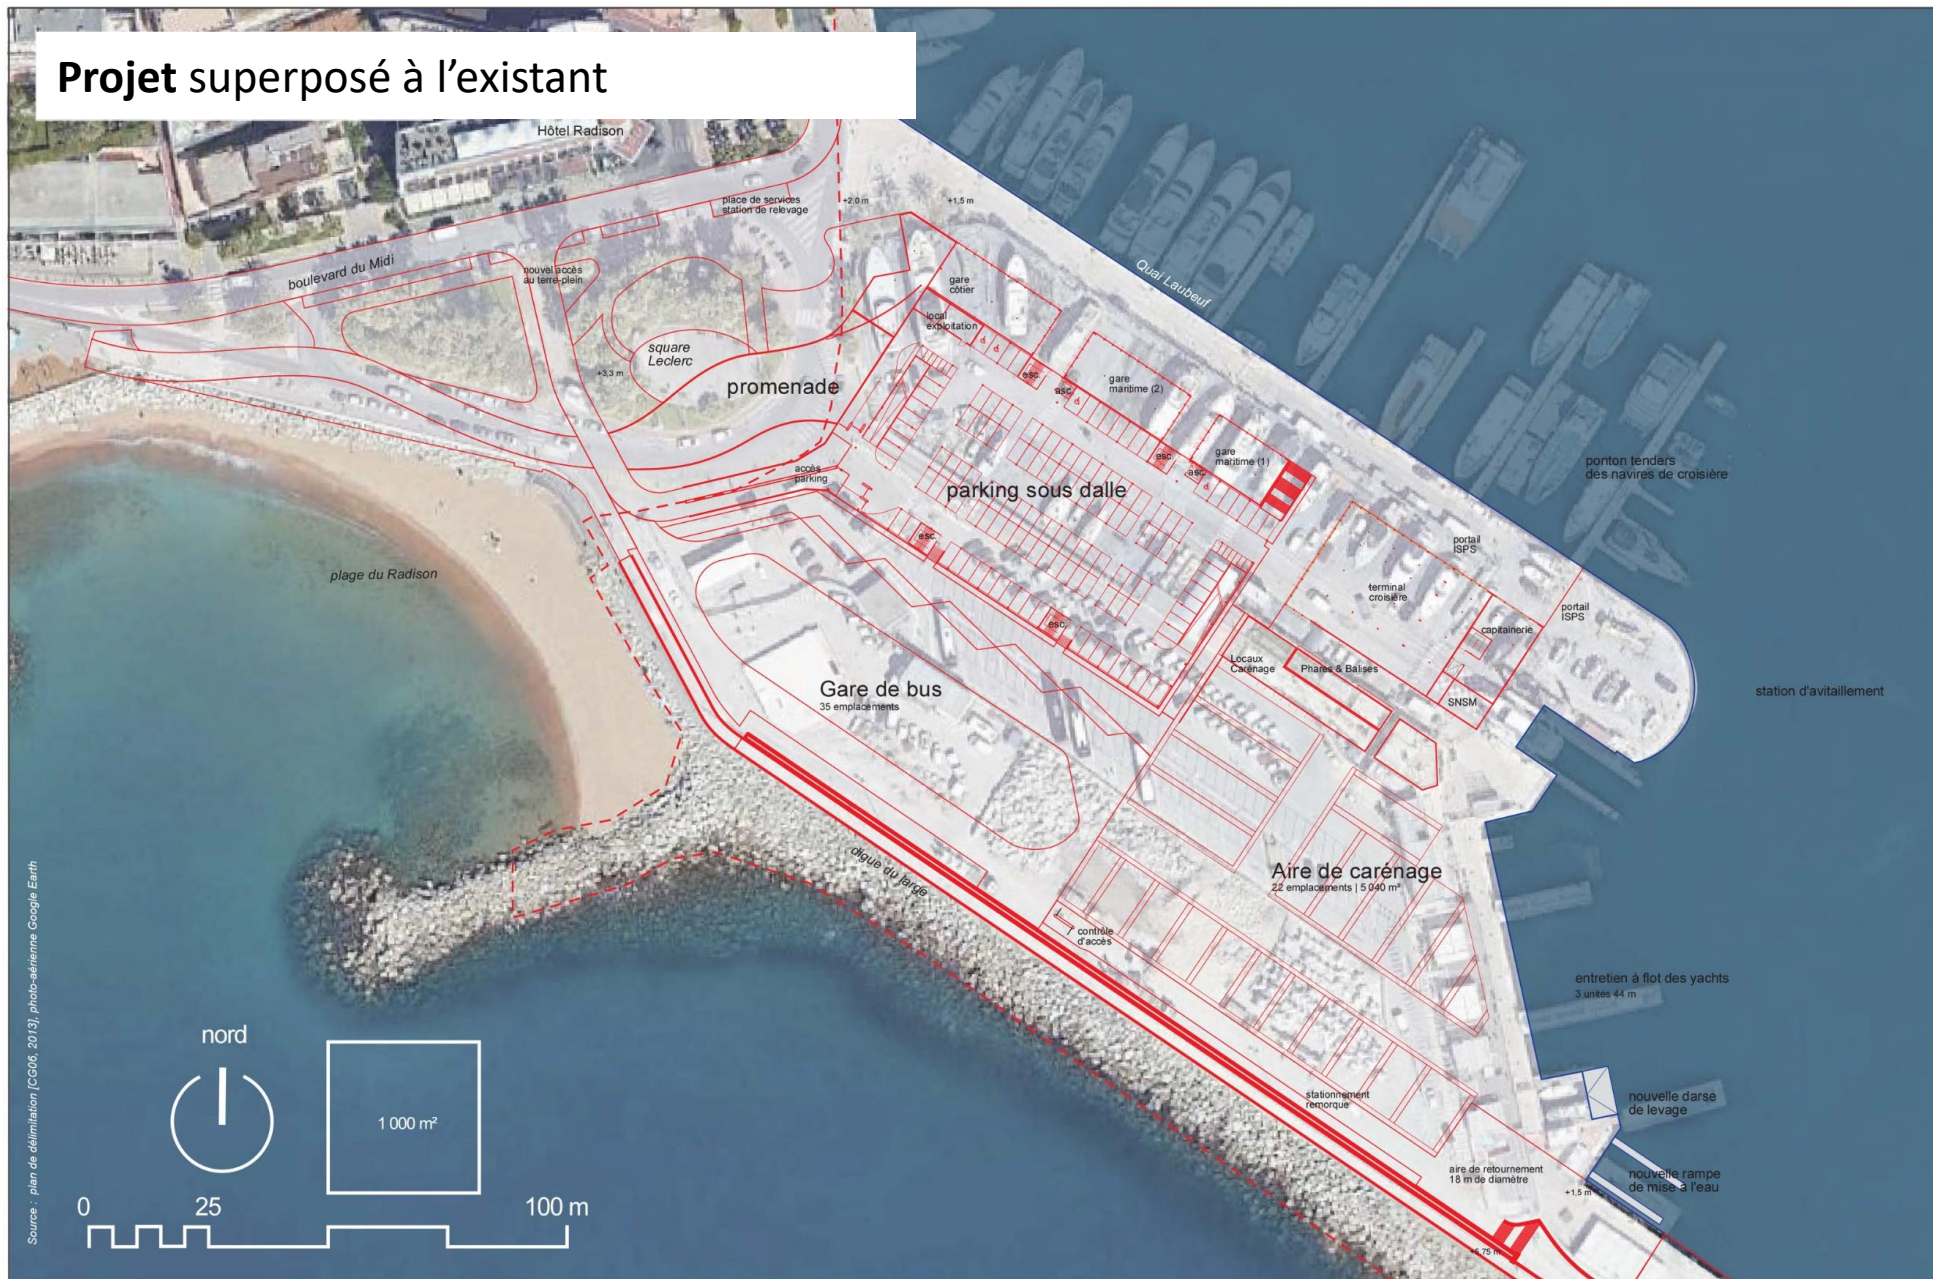 Projet superposé à l'existant
Hôtel Radison
place de services
station de relevage
+2.0 m
+1,5 m
boulevard du Midi
nouvel accès
au terre-plein
Quai Laubeuf
gare
côtier
local
exploitation
square
Leclerc
+3,3 m
promenade
esc.
asc.
gare
maritime (2)
esc.
asc.
gare
maritime (1)
accès
parking
parking sous dalle
ponton tenders
des navires de croisière
esc.
portail
ISPS
plage du Radison
terminal
croisière
portail
ISPS
esc.
capitainerie
Locaux
Carénage
Phares & Balises
Gare de bus
35 emplacements
SNSM
station d'avitaillement
digue du large
Aire de carénage
22 emplacements | 5 040 m²
contrôle
d'accès
entretien à flot des yachts
3 unités 44 m
nord
1 000 m²
stationnement
remorque
nouvelle darse
de levage
aire de retournement
18 m de diamètre
+1,5 m
nouvelle rampe
de mise à l'eau
+5,75 m
0
25
100 m
Source : plan de délimitation [CG06, 2013], photo-aérienne Google Earth